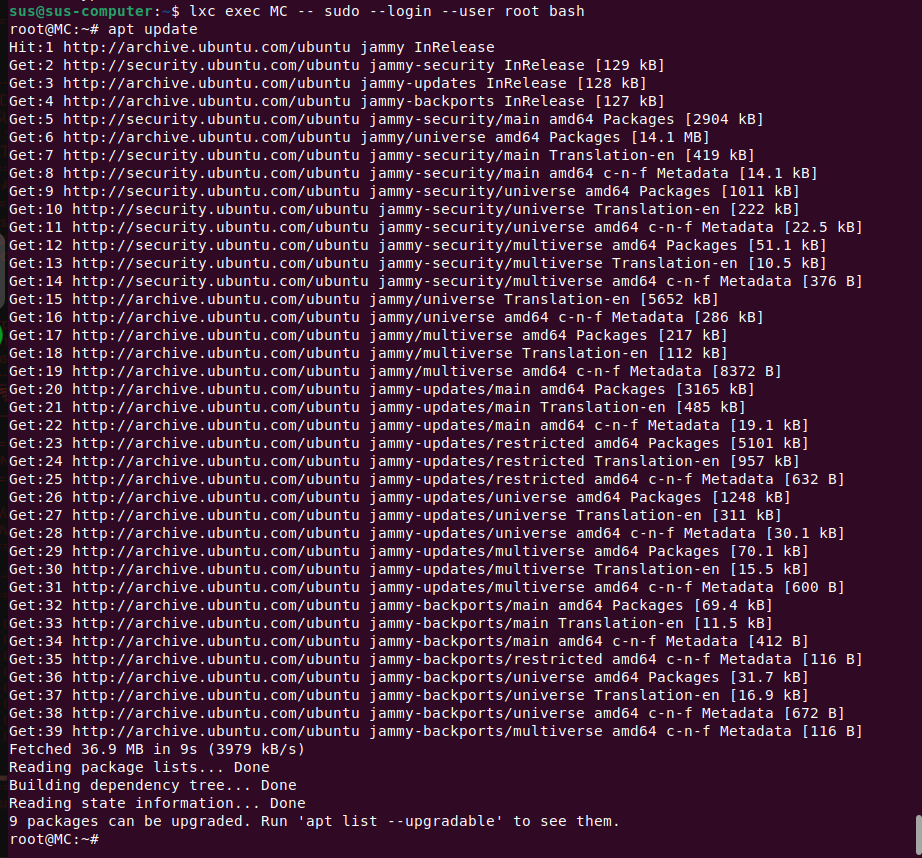 sus@sus-computer:~$ lxc exec MC -- sudo --login --user root bash
root@MC:~# apt update
Hit:1 http://archive.ubuntu.com/ubuntu jammy InRelease
Get:2 http://security.ubuntu.com/ubuntu jammy-security InRelease [129 kB]
Get:3 http://archive.ubuntu.com/ubuntu jammy-updates InRelease [128 kB]
Get:4 http://archive.ubuntu.com/ubuntu jammy-backports InRelease [127 kB]
Get:5 http://security.ubuntu.com/ubuntu jammy-security/main amd64 Packages [2904 kB]
Get:6 http://archive.ubuntu.com/ubuntu jammy/universe amd64 Packages [14.1 MB]
Get:7 http://security.ubuntu.com/ubuntu jammy-security/main Translation-en [419 kB]
Get:8 http://security.ubuntu.com/ubuntu jammy-security/main amd64 c-n-f Metadata [14.1 kB]
Get:9 http://security.ubuntu.com/ubuntu jammy-security/universe amd64 Packages [1011 kB]
Get:10 http://security.ubuntu.com/ubuntu jammy-security/universe Translation-en [222 kB]
Get:11 http://security.ubuntu.com/ubuntu jammy-security/universe amd64 c-n-f Metadata [22.5 kB]
Get:12 http://security.ubuntu.com/ubuntu jammy-security/multiverse amd64 Packages [51.1 kB]
Get:13 http://security.ubuntu.com/ubuntu jammy-security/multiverse Translation-en [10.5 kB]
Get:14 http://security.ubuntu.com/ubuntu jammy-security/multiverse amd64 c-n-f Metadata [376 B]
Get:15 http://archive.ubuntu.com/ubuntu jammy/universe Translation-en [5652 kB]
Get:16 http://archive.ubuntu.com/ubuntu jammy/universe amd64 c-n-f Metadata [286 kB]
Get:17 http://archive.ubuntu.com/ubuntu jammy/multiverse amd64 Packages [217 kB]
Get:18 http://archive.ubuntu.com/ubuntu jammy/multiverse Translation-en [112 kB]
Get:19 http://archive.ubuntu.com/ubuntu jammy/multiverse amd64 c-n-f Metadata [8372 B]
Get:20 http://archive.ubuntu.com/ubuntu jammy-updates/main amd64 Packages [3165 kB]
Get:21 http://archive.ubuntu.com/ubuntu jammy-updates/main Translation-en [485 kB]
Get:22 http://archive.ubuntu.com/ubuntu jammy-updates/main amd64 c-n-f Metadata [19.1 kB]
Get:23 http://archive.ubuntu.com/ubuntu jammy-updates/restricted amd64 Packages [5101 kB]
Get:24 http://archive.ubuntu.com/ubuntu jammy-updates/restricted Translation-en [957 kB]
Get:25 http://archive.ubuntu.com/ubuntu jammy-updates/restricted amd64 c-n-f Metadata [632 B]
Get:26 http://archive.ubuntu.com/ubuntu jammy-updates/universe amd64 Packages [1248 kB]
Get:27 http://archive.ubuntu.com/ubuntu jammy-updates/universe Translation-en [311 kB]
Get:28 http://archive.ubuntu.com/ubuntu jammy-updates/universe amd64 c-n-f Metadata [30.1 kB]
Get:29 http://archive.ubuntu.com/ubuntu jammy-updates/multiverse amd64 Packages [70.1 kB]
Get:30 http://archive.ubuntu.com/ubuntu jammy-updates/multiverse Translation-en [15.5 kB]
Get:31 http://archive.ubuntu.com/ubuntu jammy-updates/multiverse amd64 c-n-f Metadata [600 B]
Get:32 http://archive.ubuntu.com/ubuntu jammy-backports/main amd64 Packages [69.4 kB]
Get:33 http://archive.ubuntu.com/ubuntu jammy-backports/main Translation-en [11.5 kB]
Get:34 http://archive.ubuntu.com/ubuntu jammy-backports/main amd64 c-n-f Metadata [412 B]
Get:35 http://archive.ubuntu.com/ubuntu jammy-backports/restricted amd64 c-n-f Metadata [116 B]
Get:36 http://archive.ubuntu.com/ubuntu jammy-backports/universe amd64 Packages [31.7 kB]
Get:37 http://archive.ubuntu.com/ubuntu jammy-backports/universe Translation-en [16.9 kB]
Get:38 http://archive.ubuntu.com/ubuntu jammy-backports/universe amd64 c-n-f Metadata [672 B]
Get:39 http://archive.ubuntu.com/ubuntu jammy-backports/multiverse amd64 c-n-f Metadata [116 B]
Fetched 36.9 MB in 9s (3979 kB/s)
Reading package lists... Done
Building dependency tree... Done
Reading state information... Done
9 packages can be upgraded. Run 'apt list --upgradable' to see them.
root@MC:~#